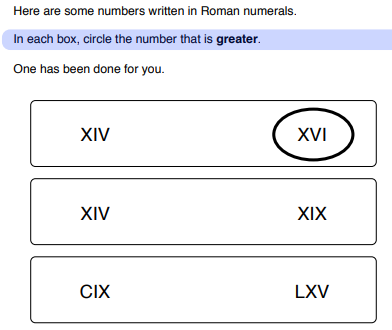 Here are some numbers written in Roman numerals.
In each box, circle the number that is greater.
One has been done for you.
XIV XVI
XIV XIX
CIX LXV